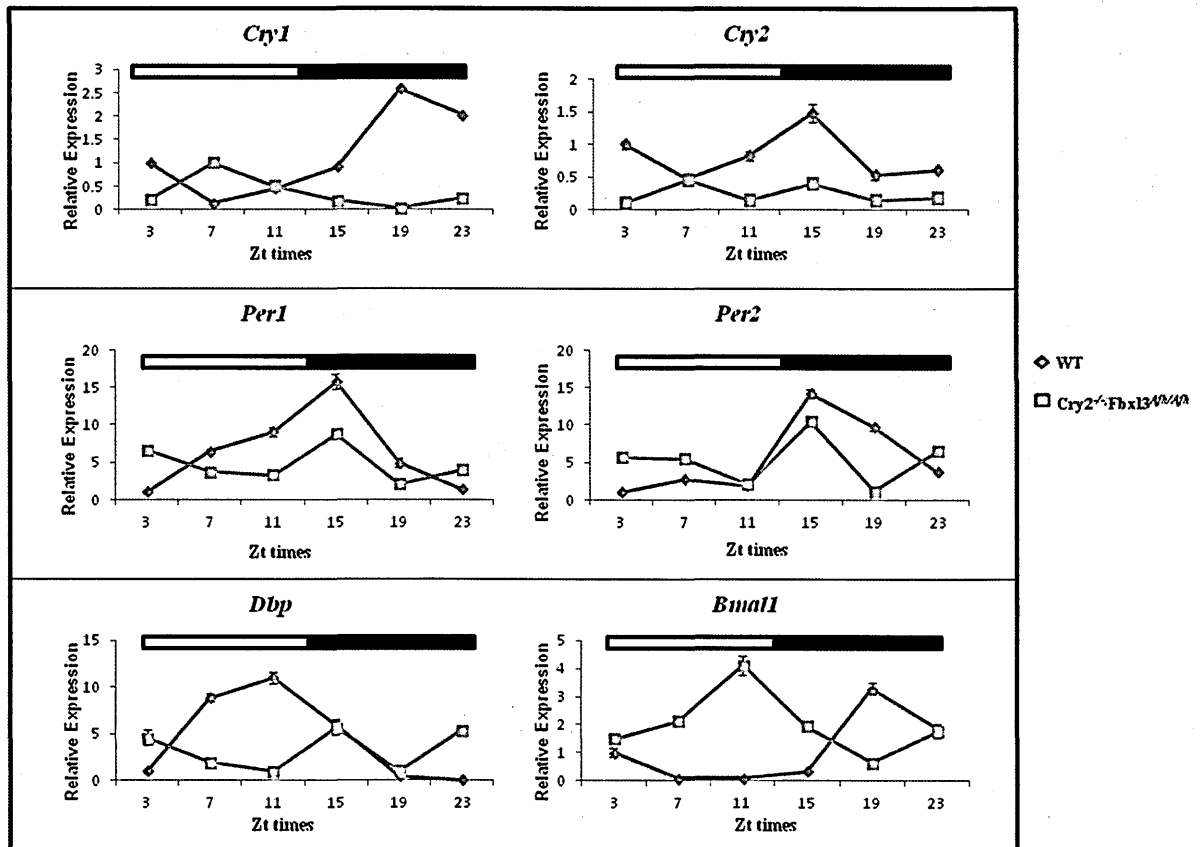 Cry1
Relative Expression
3
2.5
2
1.5
1
0.5
0
3 7 11 15 19 23
Zt times
Cry2
Relative Expression
2
1.5
1
0.5
0
3 7 11 15 19 23
Zt times
Per1
Relative Expression
20
15
10
5
0
3 7 11 15 19 23
Zt times
Per2
Relative Expression
20
15
10
5
0
3 7 11 15 19 23
Zt times
WT
Cry2-/-Fbxl3Afh/Afh
Dbp
Relative Expression
15
10
5
0
3 7 11 15 19 23
Zt times
Bmal1
Relative Expression
5
4
3
2
1
0
3 7 11 15 19 23
Zt times